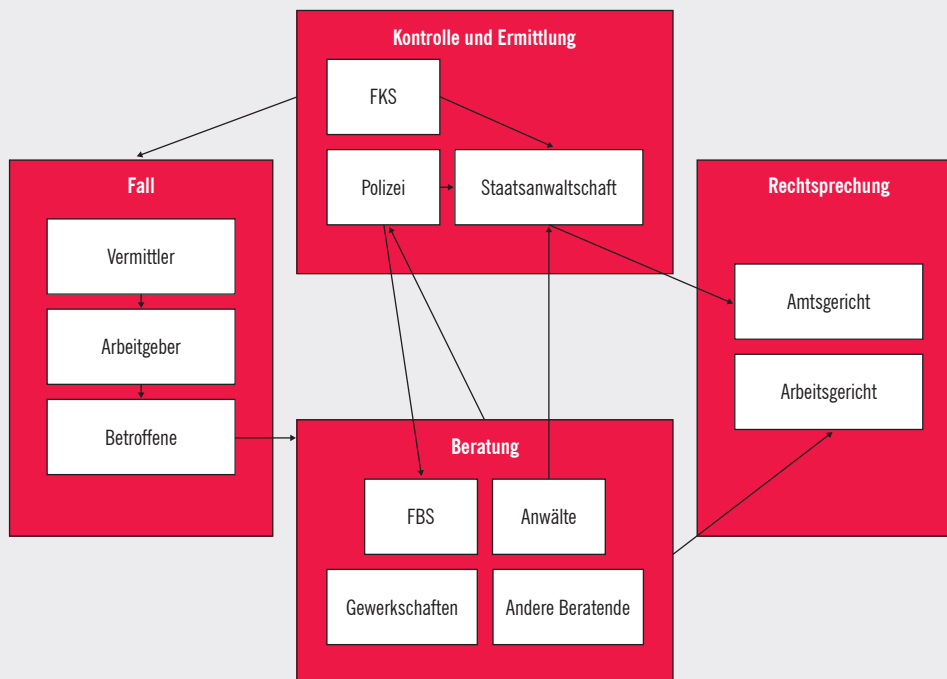 Kontrolle und Ermittlung
FKS
Polizei
Staatsanwaltschaft
Fall
Vermittler
Arbeitgeber
Betroffene
Rechtsprechung
Amtsgericht
Arbeitsgericht
Beratung
FBS
Anwälte
Gewerkschaften
Andere Beratende